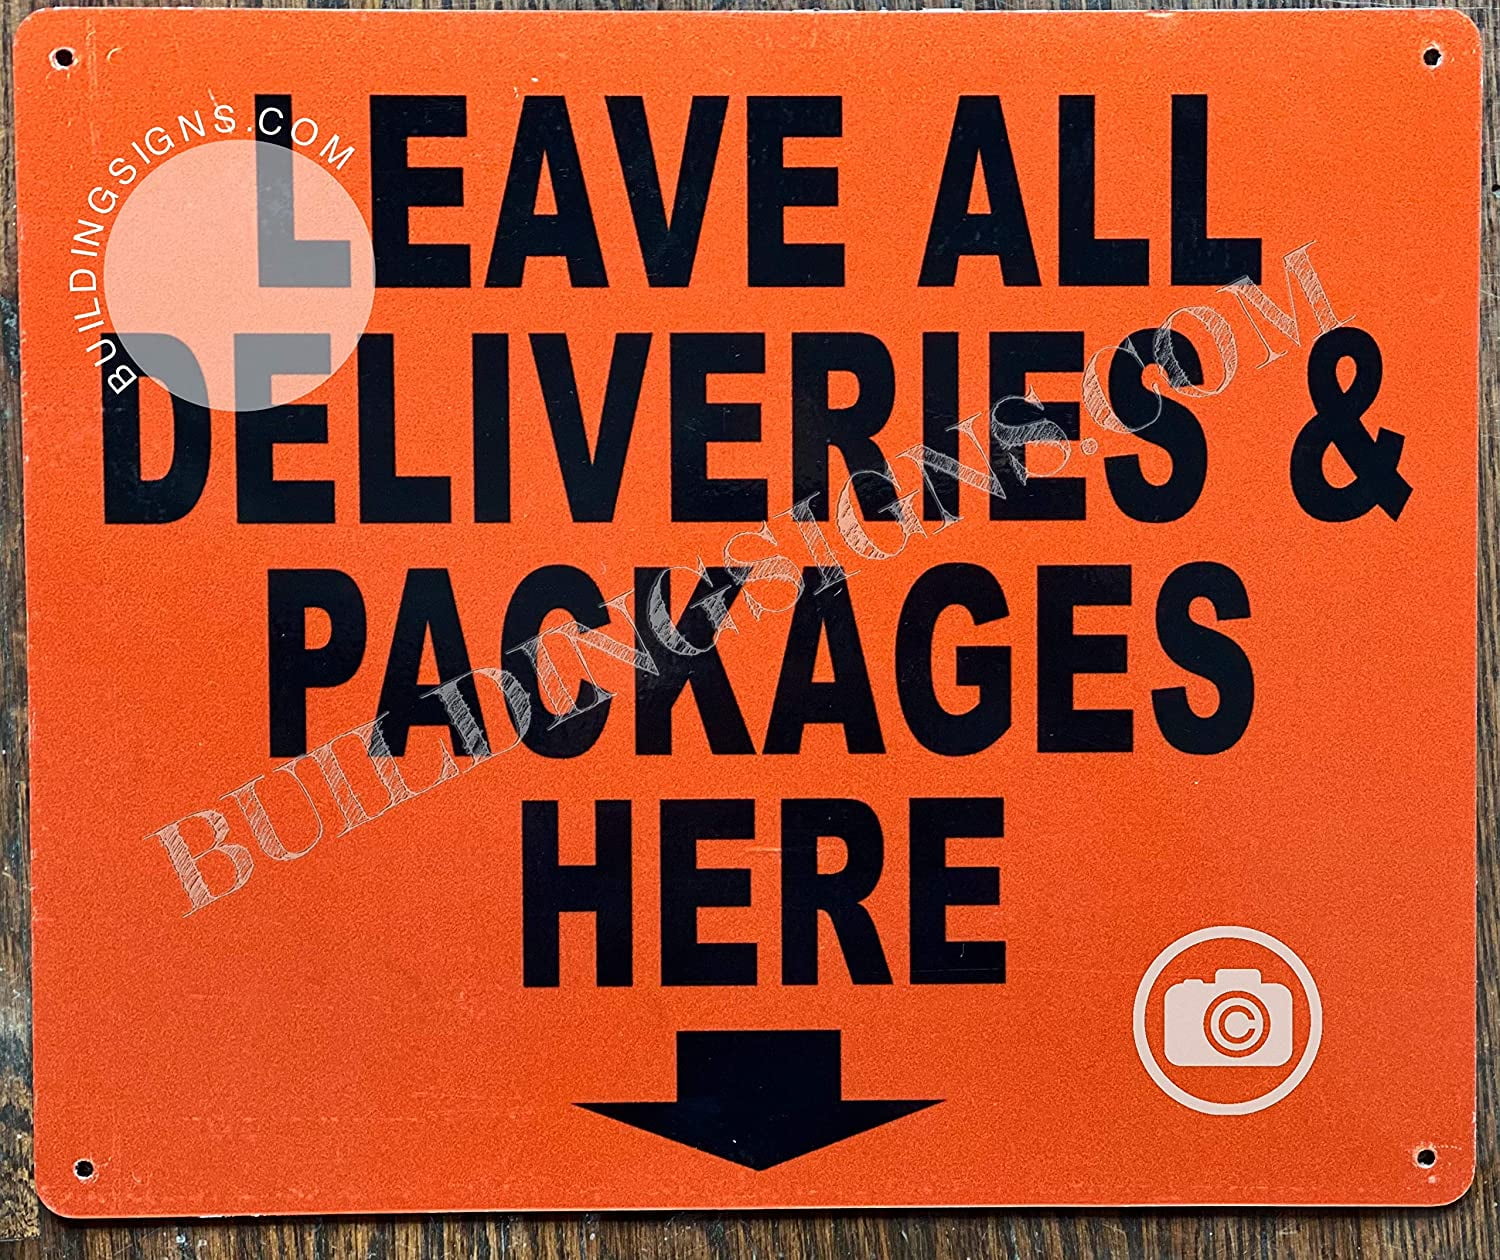 BUILDINGSIGNS.COM
LEAVE ALL
DELIVERIES &
PACKAGES
HERE
BUILDINGSIGNS.COM
C